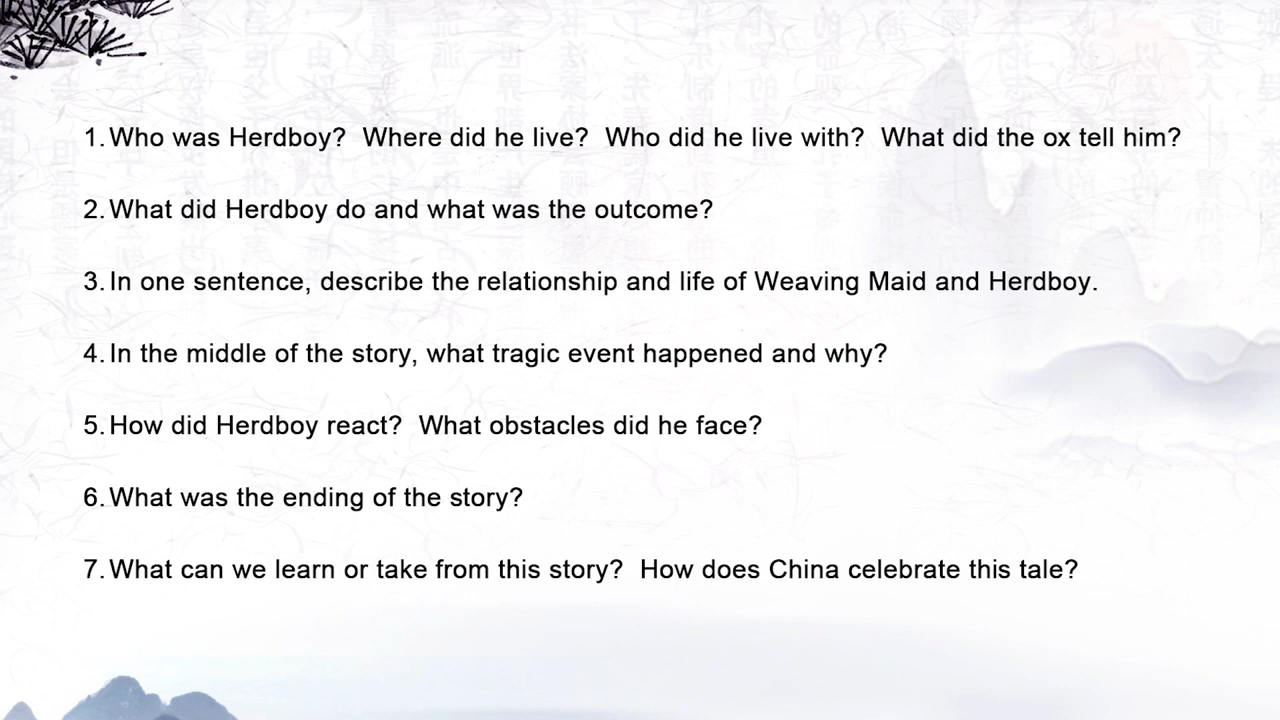 1. Who was Herdboy? Where did he live? Who did he live with? What did the ox tell him?
2. What did Herdboy do and what was the outcome?
3. In one sentence, describe the relationship and life of Weaving Maid and Herdboy.
4. In the middle of the story, what tragic event happened and why?
5. How did Herdboy react? What obstacles did he face?
6. What was the ending of the story?
7. What can we learn or take from this story? How does China celebrate this tale?